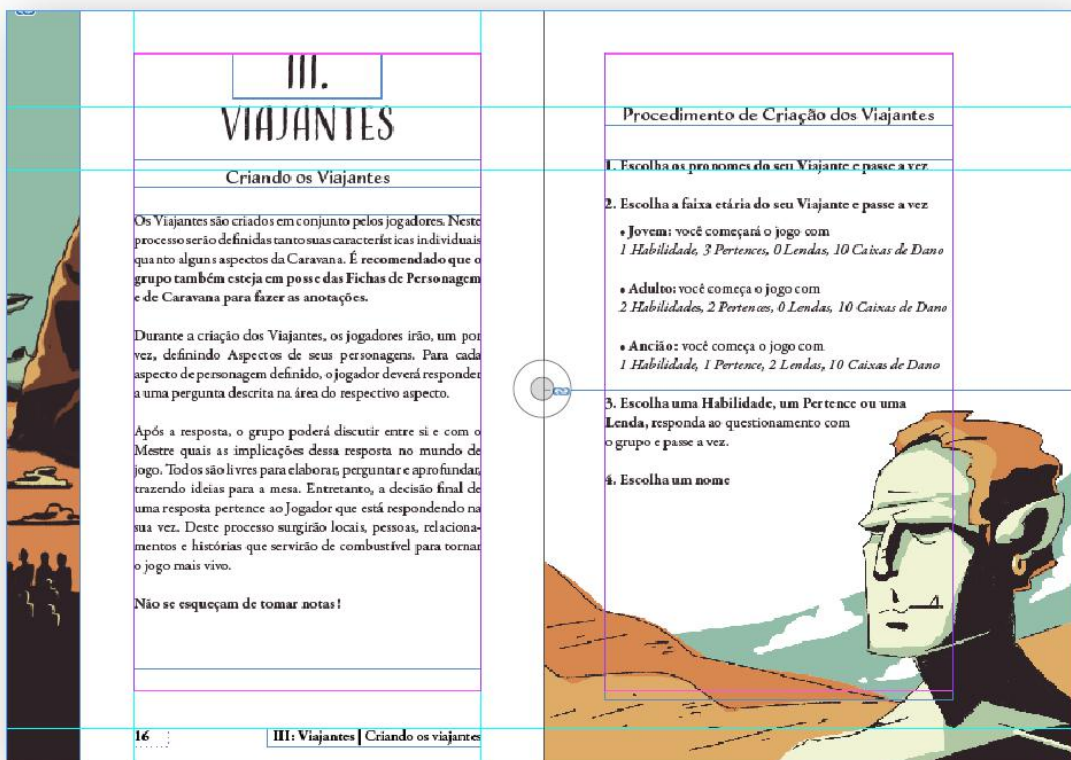 III.
VIAJANTES
Criando os Viajantes
Os Viajantes são criados em conjunto pelos jogadores. Neste
processo serão definidas tanto suas características individuais
quanto alguns aspectos da Caravana. É recomendado que o
grupo também esteja em posse das Fichas de Personagem
e de Caravana para fazer as anotações.
Durante a criação dos Viajantes, os jogadores irão, um por
vez, definindo Aspectos de seus personagens. Para cada
aspecto de personagem definido, o jogador deverá responder
a uma pergunta descrita na área do respectivo aspecto.
Após a resposta, o grupo poderá discutir entre si e com o
Mestre quais as implicações dessa resposta no mundo de
jogo. Todos são livres para elaborar, perguntar e aprofundar,
trazendo ideias para a mesa. Entretanto, a decisão final de
uma resposta pertence ao Jogador que está respondendo na
sua vez. Deste processo surgirão locais, pessoas, relaciona-
mentos e histórias que servirão de combustível para tornar
o jogo mais vivo.
Não se esqueçam de tomar notas!
16
III: Viajantes | Criando os viajantes
Procedimento de Criação dos Viajantes
1. Escolha os pronomes do seu Viajante e passe a vez
2. Escolha a faixa etária do seu Viajante e passe a vez
• Jovem: você começará o jogo com
1 Habilidade, 3 Pertences, 0 Lendas, 10 Caixas de Dano
• Adulto: você começa o jogo com
2 Habilidades, 2 Pertences, 0 Lendas, 10 Caixas de Dano
• Ancião: você começa o jogo com
1 Habilidade, 1 Pertence, 2 Lendas, 10 Caixas de Dano
3. Escolha uma Habilidade, um Pertence ou uma
Lenda, responda ao questionamento com
o grupo e passe a vez.
4. Escolha um nome